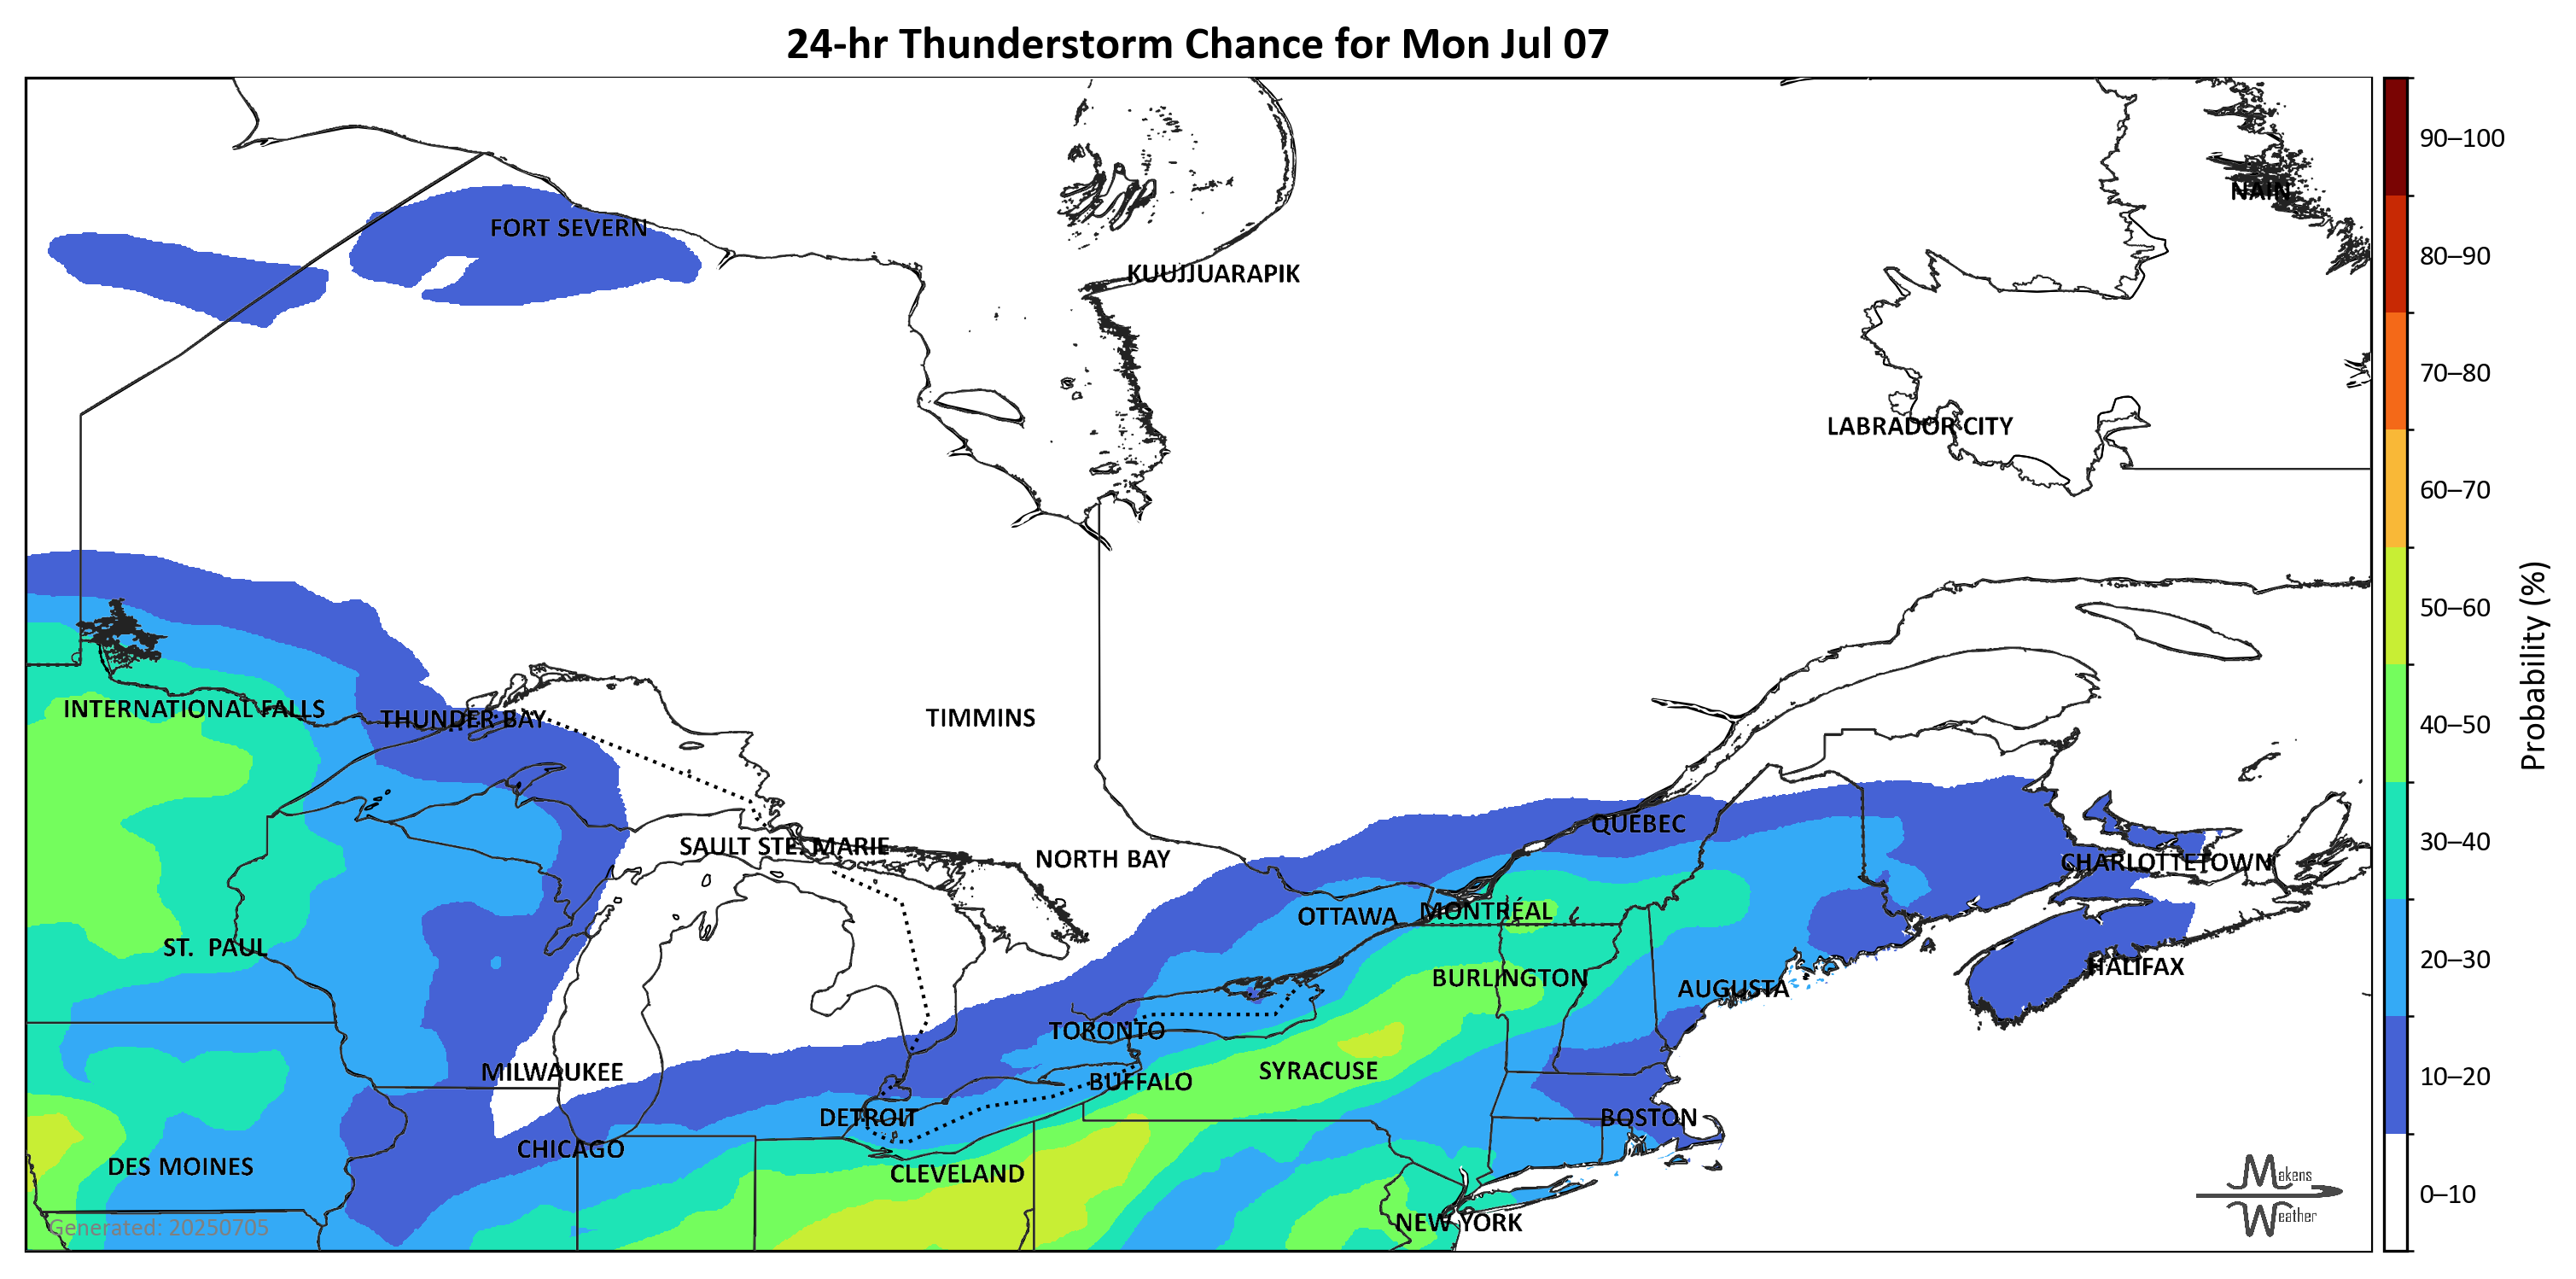 24-hr Thunderstorm Chance for Mon Jul 07
90–100
NAIN
FORT SEVERN
80–90
KUUJJUARAPIK
70–80
LABRADOR CITY
60–70
50–60
Probability (%)
INTERNATIONAL FALLS
THUNDER BAY
TIMMINS
40–50
QUEBEC
30–40
SAULT STE. MARIE
NORTH BAY
CHARLOTTETOWN
OTTAWA
MONTRÉAL
ST. PAUL
20–30
HALIFAX
BURLINGTON
AUGUSTA
TORONTO
MILWAUKEE
SYRACUSE
BUFFALO
10–20
DETROIT
BOSTON
CHICAGO
DES MOINES
CLEVELAND
Makens
Weather
0–10
NEW YORK
Generated: 20250705